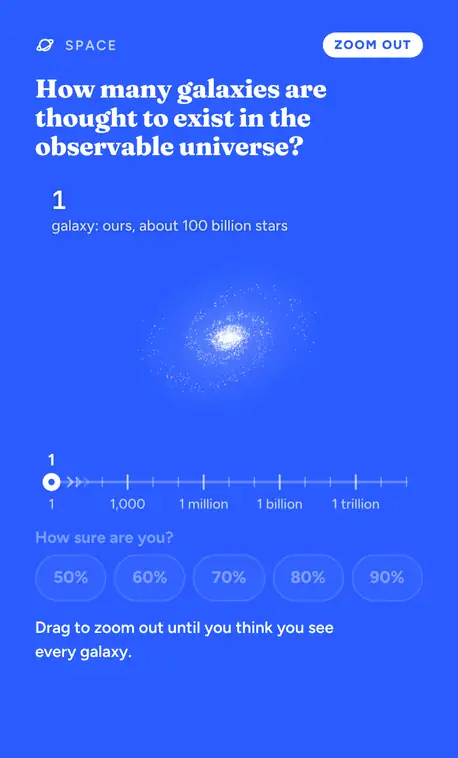 SPACE
ZOOM OUT
How many galaxies are
thought to exist in the
observable universe?
1
galaxy: ours, about 100 billion stars
1
1
1,000
1 million
1 billion
1 trillion
How sure are you?
50%
60%
70%
80%
90%
Drag to zoom out until you think you see
every galaxy.